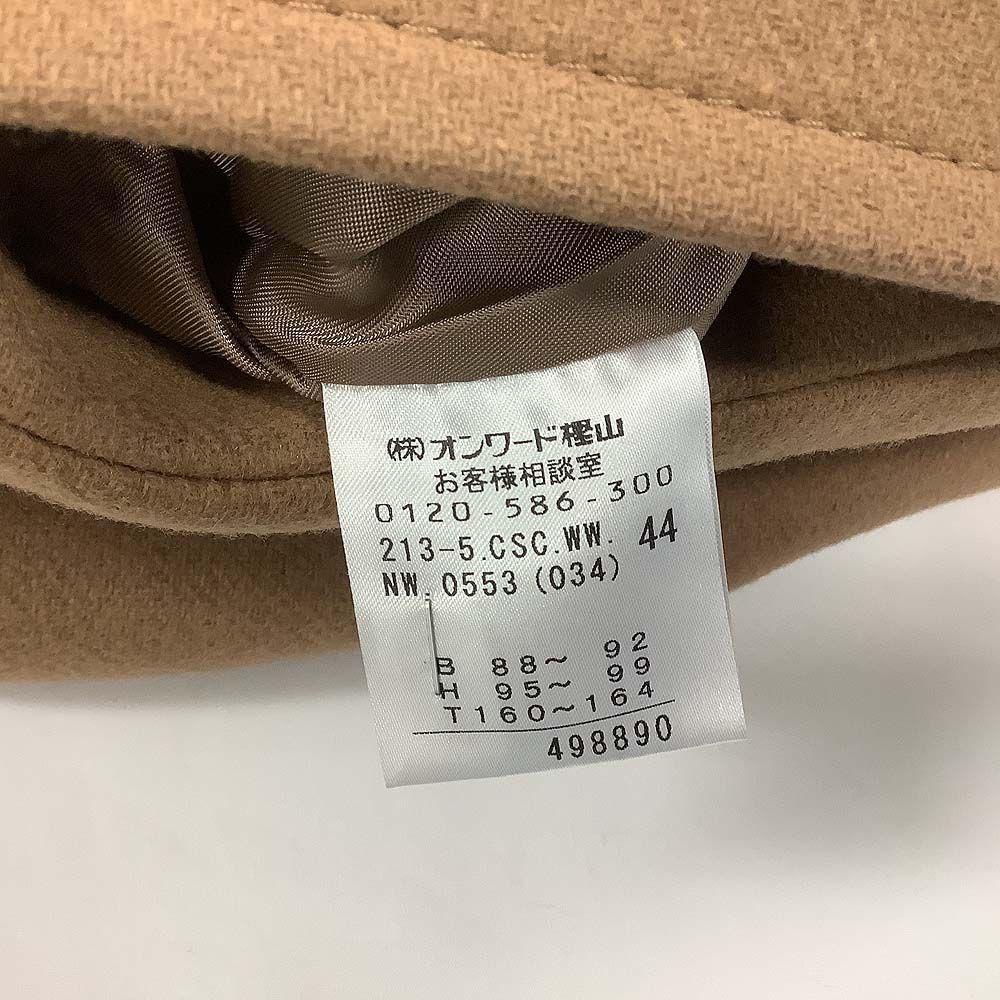 (株)オンワード樫山
お客様相談室
0120-586-300
213-5.CSC.WW. 44
NW.0553(034)
B 88～ 92
H 95～ 99
T160～164
498890